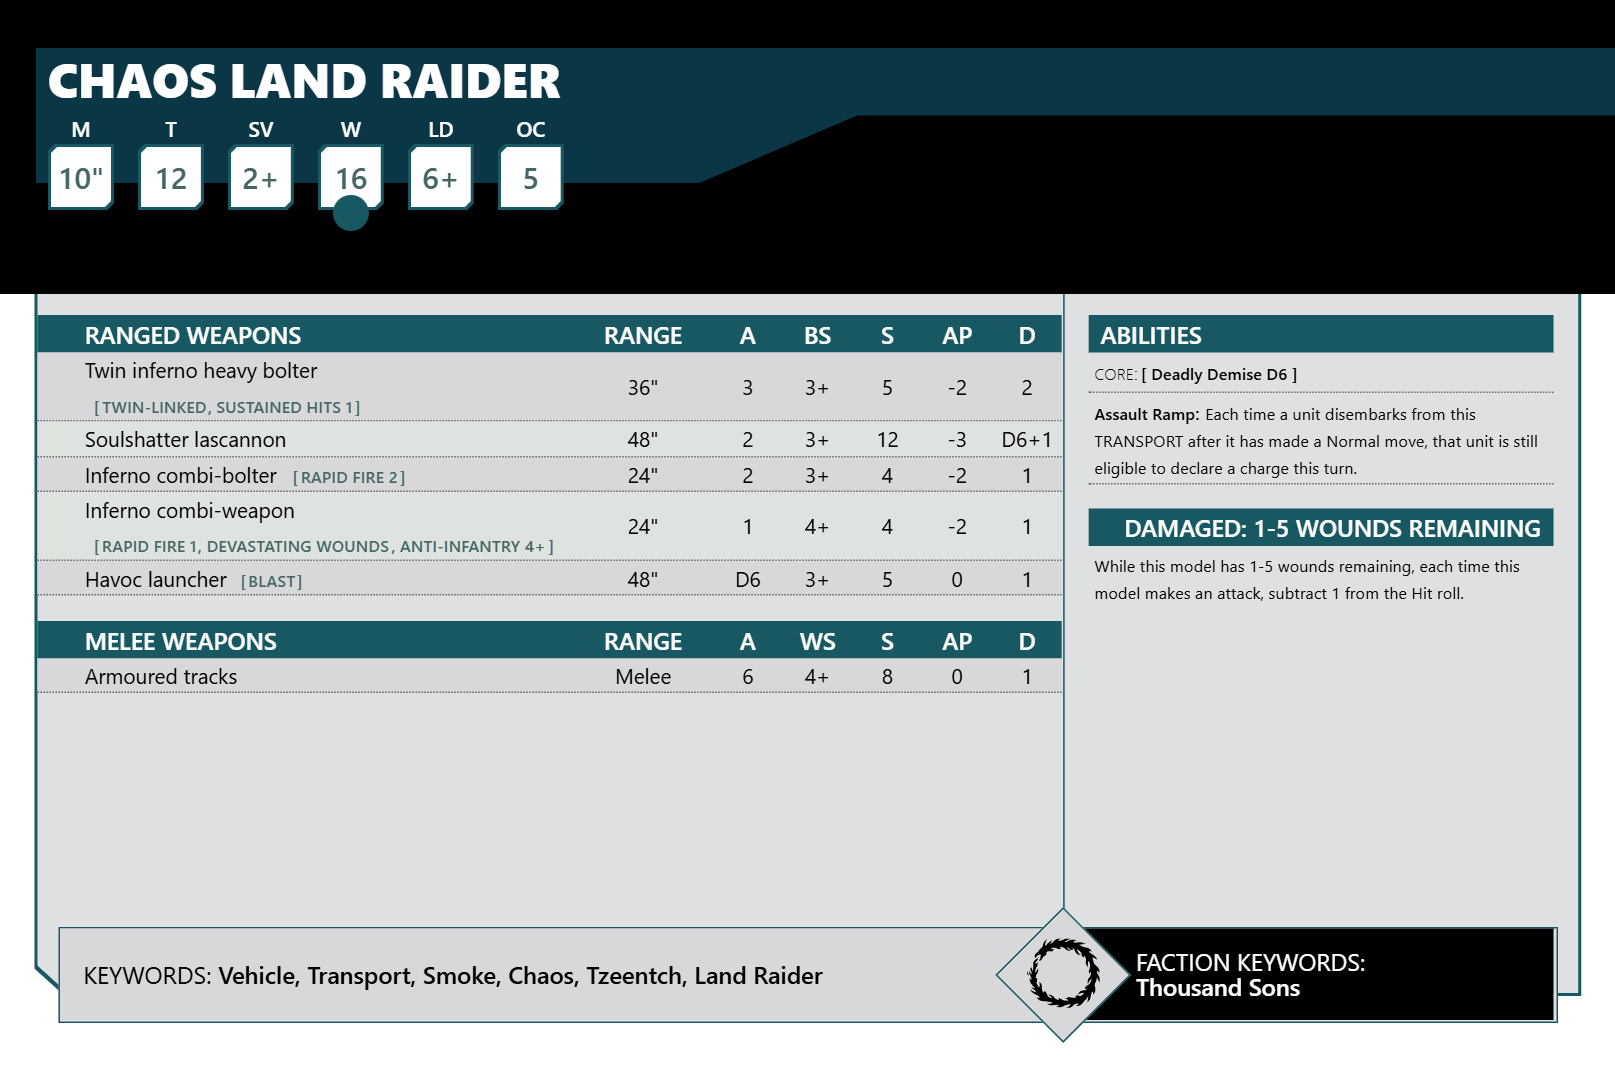 CHAOS LAND RAIDER
M T SV W LD OC
10" 12 2+ 16 6+ 5
RANGED WEAPONS RANGE A BS S AP D
Twin inferno heavy bolter
[TWIN-LINKED, SUSTAINED HITS 1] 36" 3 3+ 5 -2 2
Soulshatter lascannon 48" 2 3+ 12 -3 D6+1
Inferno combi-bolter [RAPID FIRE 2] 24" 2 3+ 4 -2 1
Inferno combi-weapon
[RAPID FIRE 1, DEVASTATING WOUNDS, ANTI-INFANTRY 4+] 24" 1 4+ 4 -2 1
Havoc launcher [BLAST] 48" D6 3+ 5 0 1
MELEE WEAPONS RANGE A WS S AP D
Armoured tracks Melee 6 4+ 8 0 1
ABILITIES
CORE: [ Deadly Demise D6 ]
Assault Ramp: Each time a unit disembarks from this
TRANSPORT after it has made a Normal move, that unit is still
eligible to declare a charge this turn.
DAMAGED: 1-5 WOUNDS REMAINING
While this model has 1-5 wounds remaining, each time this
model makes an attack, subtract 1 from the Hit roll.
KEYWORDS: Vehicle, Transport, Smoke, Chaos, Tzeentch, Land Raider
FACTION KEYWORDS:
Thousand Sons